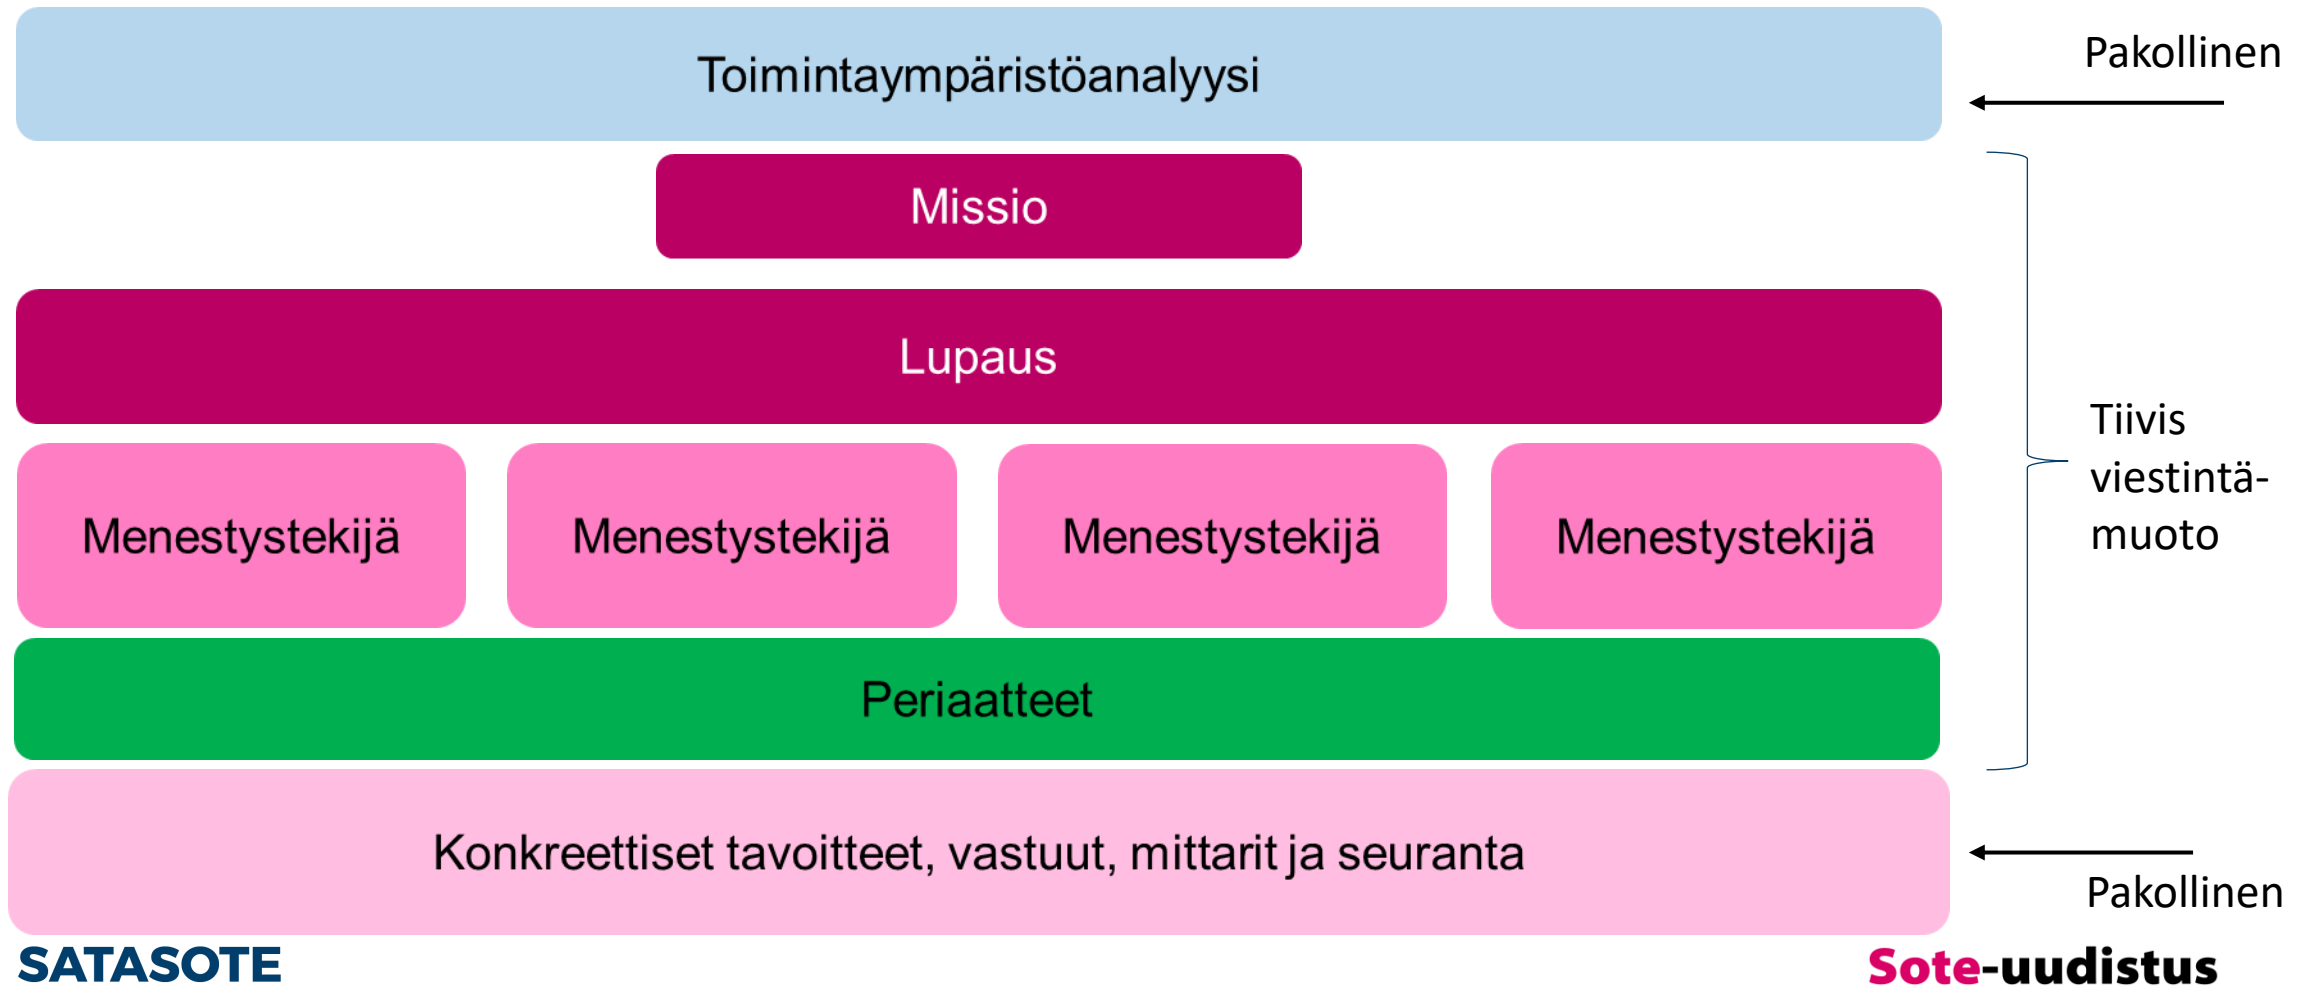 Toimintaympäristöanalyysi
Pakollinen
Missio
Lupaus
Menestystekijä
Menestystekijä
Menestystekijä
Menestystekijä
Tiivis
viestintä-
muoto
Periaatteet
Konkreettiset tavoitteet, vastuut, mittarit ja seuranta
Pakollinen
SATASOTE
Sote-uudistus